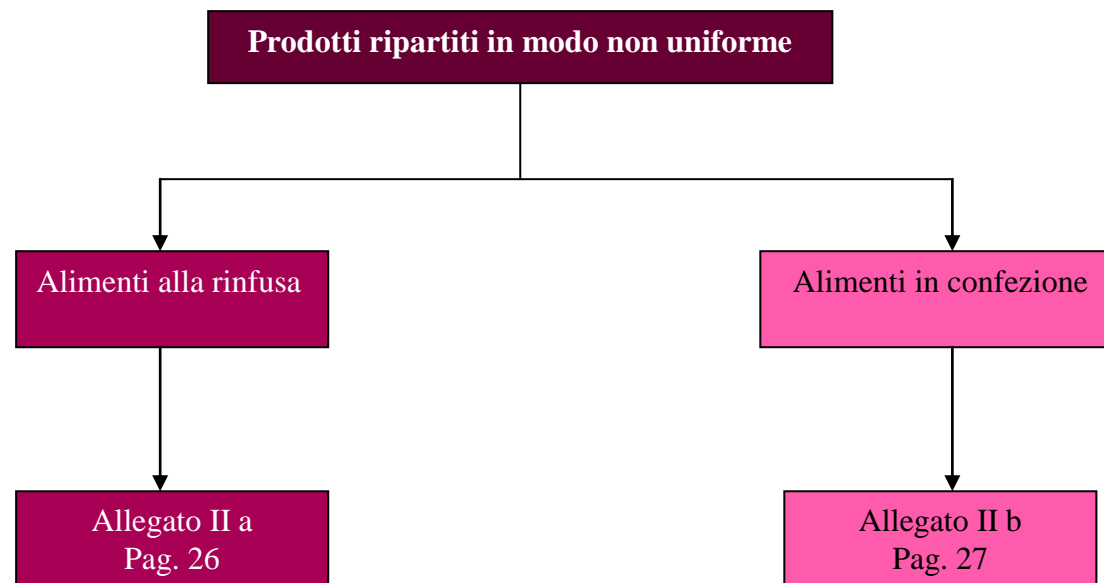 Prodotti ripartiti in modo non uniforme
Alimenti alla rinfusa
Alimenti in confezione
Allegato II a
Pag. 26
Allegato II b
Pag. 27